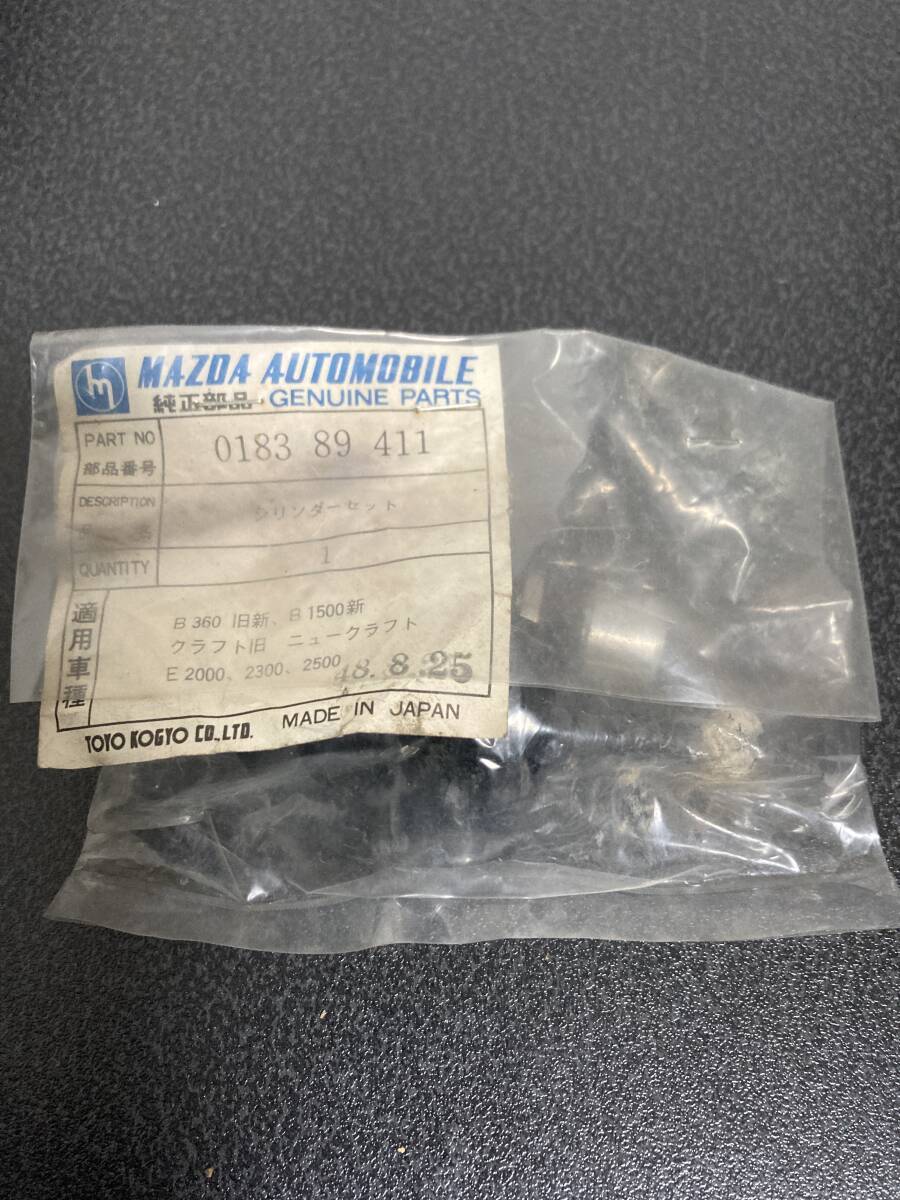 m MAZDA AUTOMOBILE
純正部品 GENUINE PARTS
PART NO
部品番号
0183 89 411
DESCRIPTION
シリンダーセット
QUANTITY
1
適用車種
B 360 旧新、B 1500新
クラフト旧 ニュークラフト
E 2000、2300、2500
48.8.25
TOYO KOGYO CO.,LTD. MADE IN JAPAN